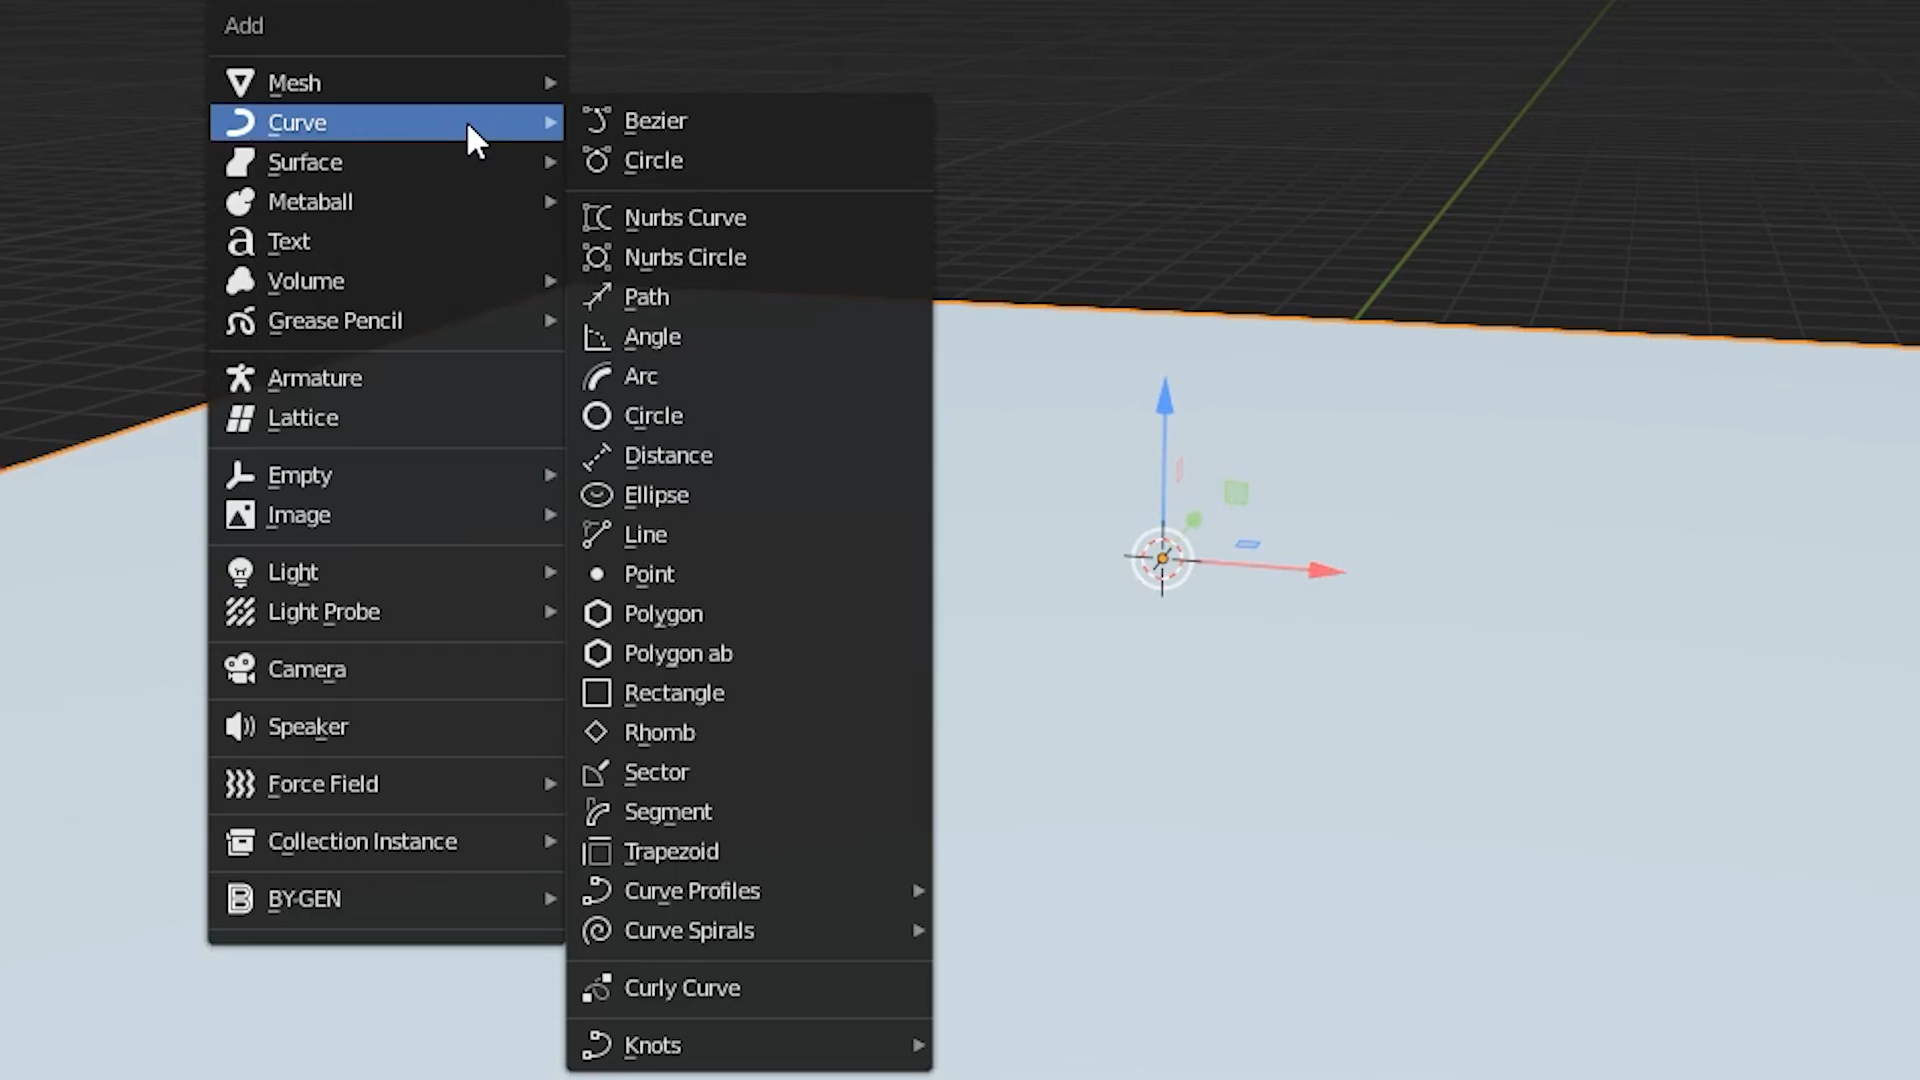 Add
Mesh
Curve
Surface
Metaball
Text
Volume
Grease Pencil
Armature
Lattice
Empty
Image
Light
Light Probe
Camera
Speaker
Force Field
Collection Instance
BY-GEN
Bezier
Circle
Nurbs Curve
Nurbs Circle
Path
Angle
Arc
Circle
Distance
Ellipse
Line
Point
Polygon
Polygon ab
Rectangle
Rhomb
Sector
Segment
Trapezoid
Curve Profiles
Curve Spirals
Curly Curve
Knots